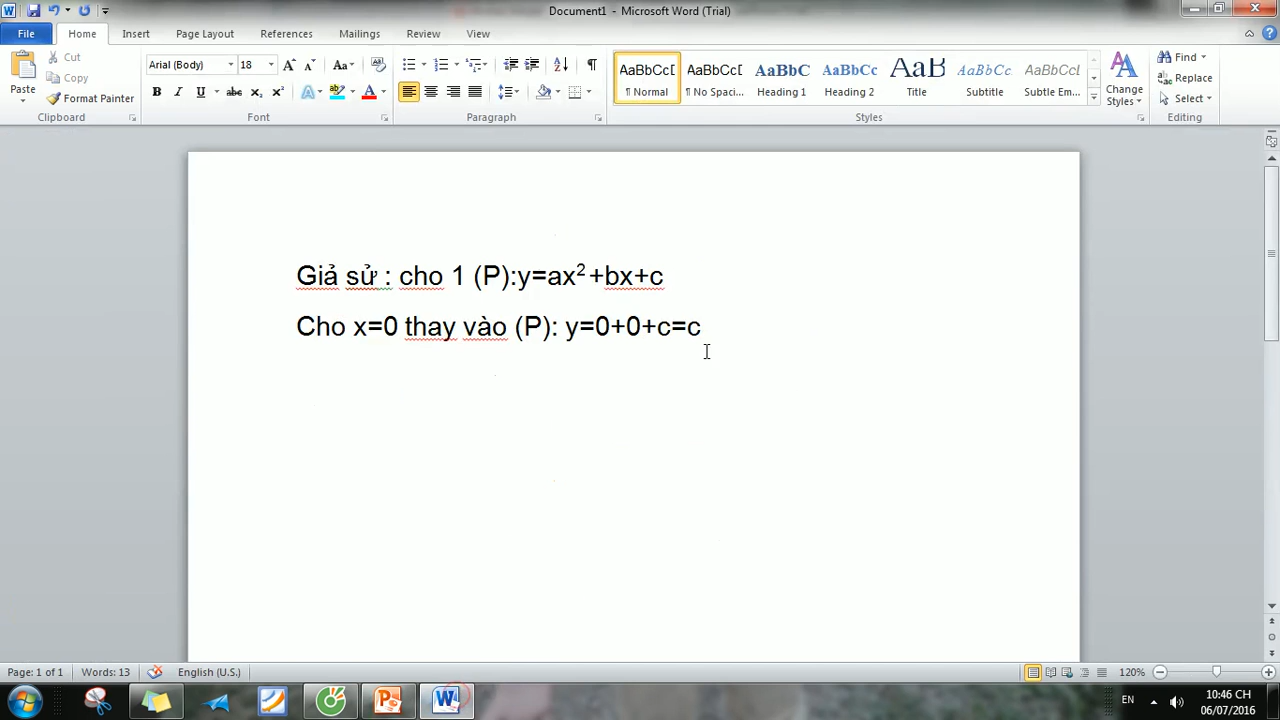 Document1 - Microsoft Word (Trial)
File Home Insert Page Layout References Mailings Review View
Paste
Cut
Copy
Format Painter
Clipboard
Arial (Body) 18
Font
Paragraph
AaBbCcD AaBbCcD AaBbC AaBbCc AaB AaBbCc. AaBbCcD
¶ Normal ¶ No Spaci... Heading 1 Heading 2 Title Subtitle Subtle Em...
Styles
Change Styles
Find
Replace
Select
Editing
Giả sử : cho 1 (P):y=ax² +bx+c
Cho x=0 thay vào (P): y=0+0+c=c
Page: 1 of 1 Words: 13 English (U.S.) 120%
EN 10:46 CH
06/07/2016